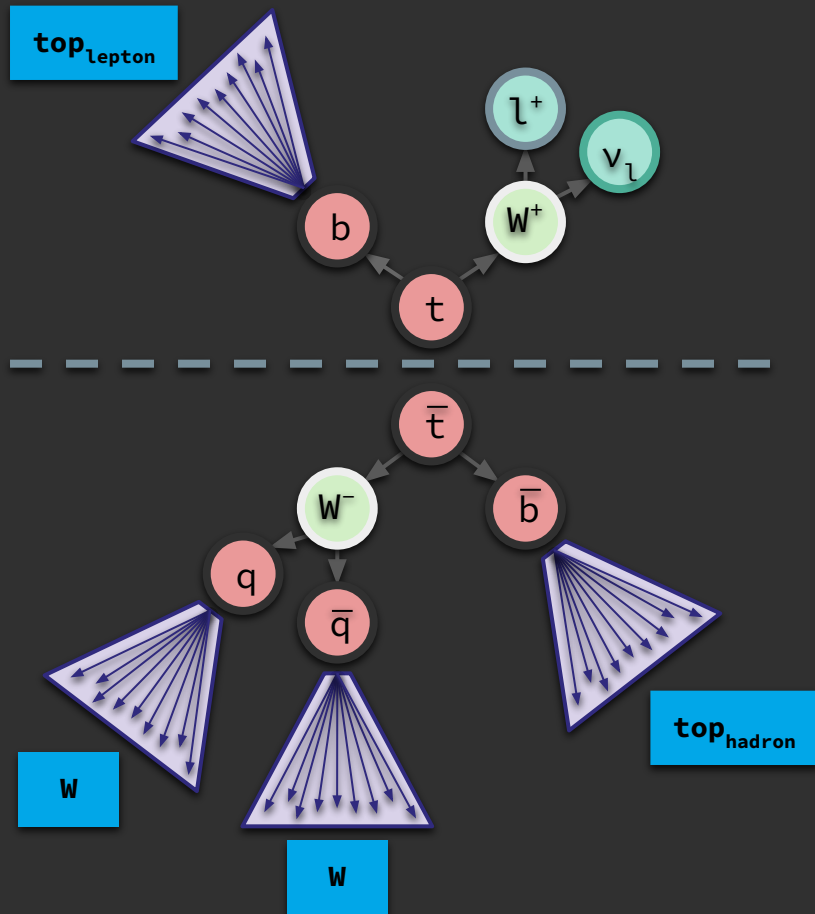 top_lepton
l⁺
ν_l
W⁺
b
t
t̅
W⁻
b̅
q
q̅
top_hadron
W
W